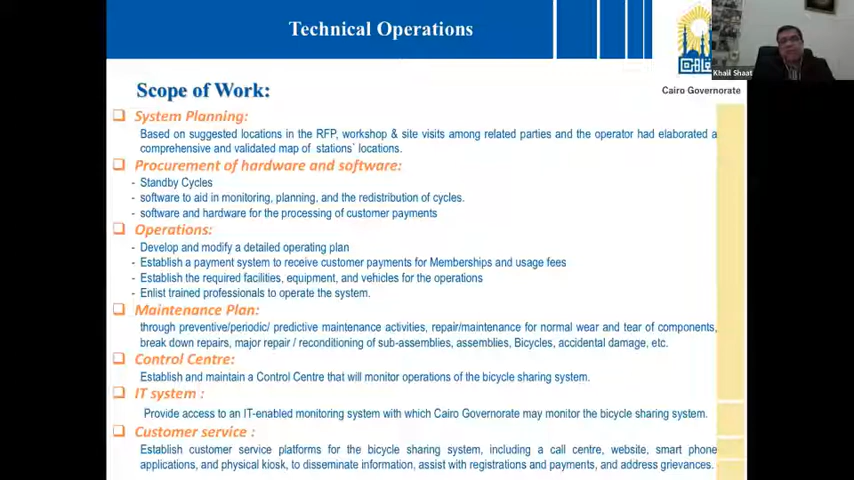 Technical Operations
Khalil Shaat
Cairo Governorate
Scope of Work:
System Planning:
Based on suggested locations in the RFP, workshop & site visits among related parties and the operator had elaborated a
comprehensive and validated map of stations` locations.
Procurement of hardware and software:
- Standby Cycles
- software to aid in monitoring, planning, and the redistribution of cycles.
- software and hardware for the processing of customer payments
Operations:
- Develop and modify a detailed operating plan
- Establish a payment system to receive customer payments for Memberships and usage fees
- Establish the required facilities, equipment, and vehicles for the operations
- Enlist trained professionals to operate the system.
Maintenance Plan:
through preventive/periodic/ predictive maintenance activities, repair/maintenance for normal wear and tear of components,
break down repairs, major repair / reconditioning of sub-assemblies, assemblies, Bicycles, accidental damage, etc.
Control Centre:
Establish and maintain a Control Centre that will monitor operations of the bicycle sharing system.
IT system :
Provide access to an IT-enabled monitoring system with which Cairo Governorate may monitor the bicycle sharing system.
Customer service :
Establish customer service platforms for the bicycle sharing system, including a call centre, website, smart phone
applications, and physical kiosk, to disseminate information, assist with registrations and payments, and address grievances.